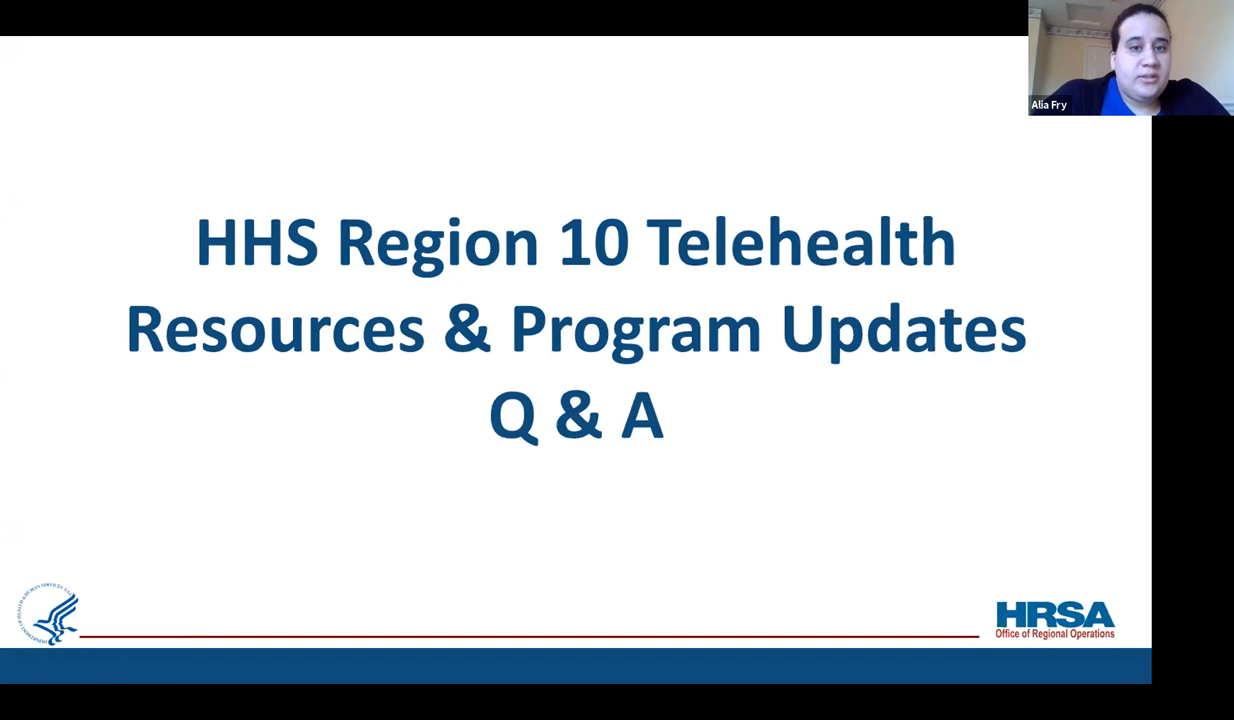 Alia Fry
HHS Region 10 Telehealth
Resources & Program Updates
Q & A
HRSA
Office of Regional Operations